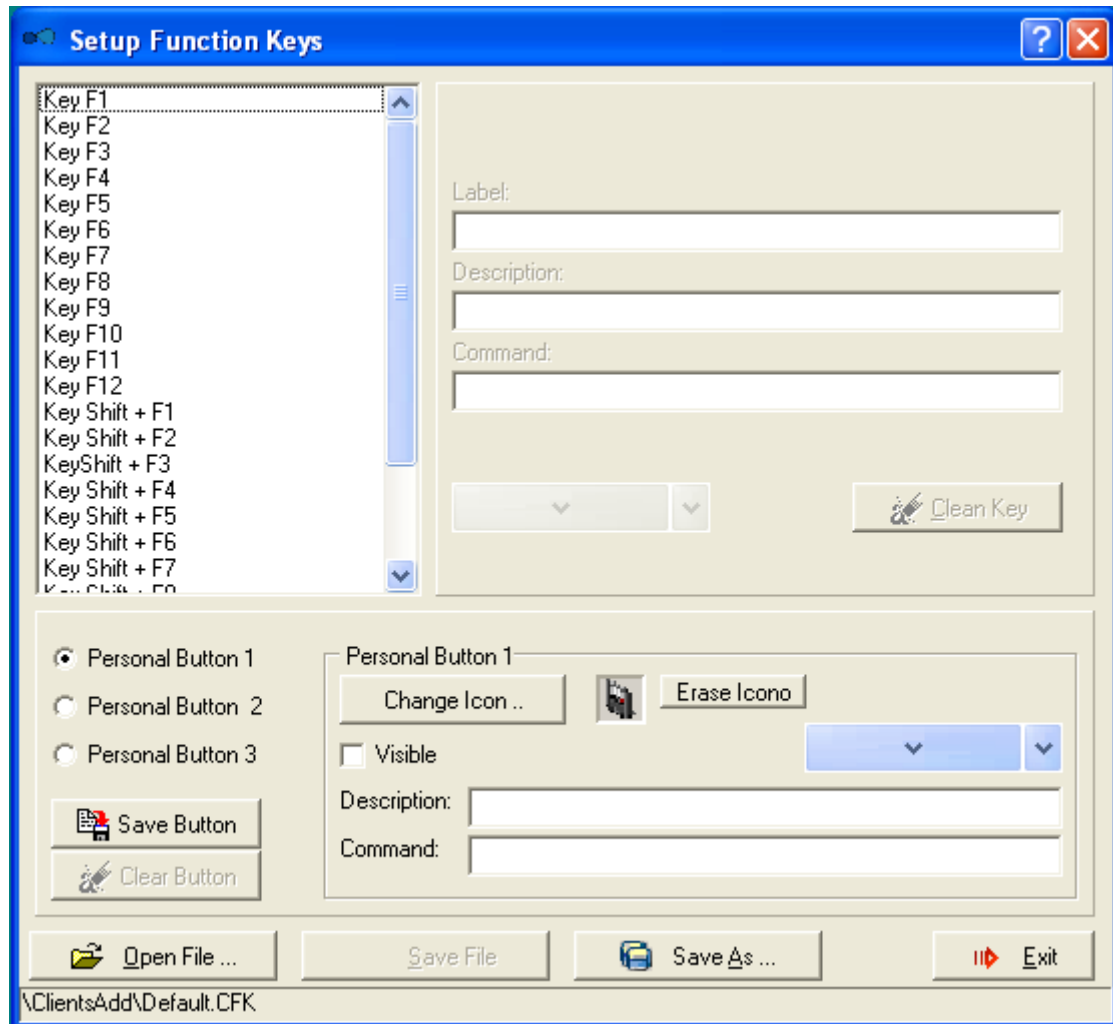 Setup Function Keys
Key F1
Key F2
Key F3
Key F4
Key F5
Key F6
Key F7
Key F8
Key F9
Key F10
Key F11
Key F12
Key Shift + F1
Key Shift + F2
KeyShift + F3
Key Shift + F4
Key Shift + F5
Key Shift + F6
Key Shift + F7
Label:
Description:
Command:
Clean Key
Personal Button 1
Personal Button 2
Personal Button 3
Save Button
Clear Button
Personal Button 1
Change Icon ..
Erase Icono
Visible
Description:
Command:
Open File ...
Save File
Save As ...
Exit
\ClientsAdd\Default.CFK